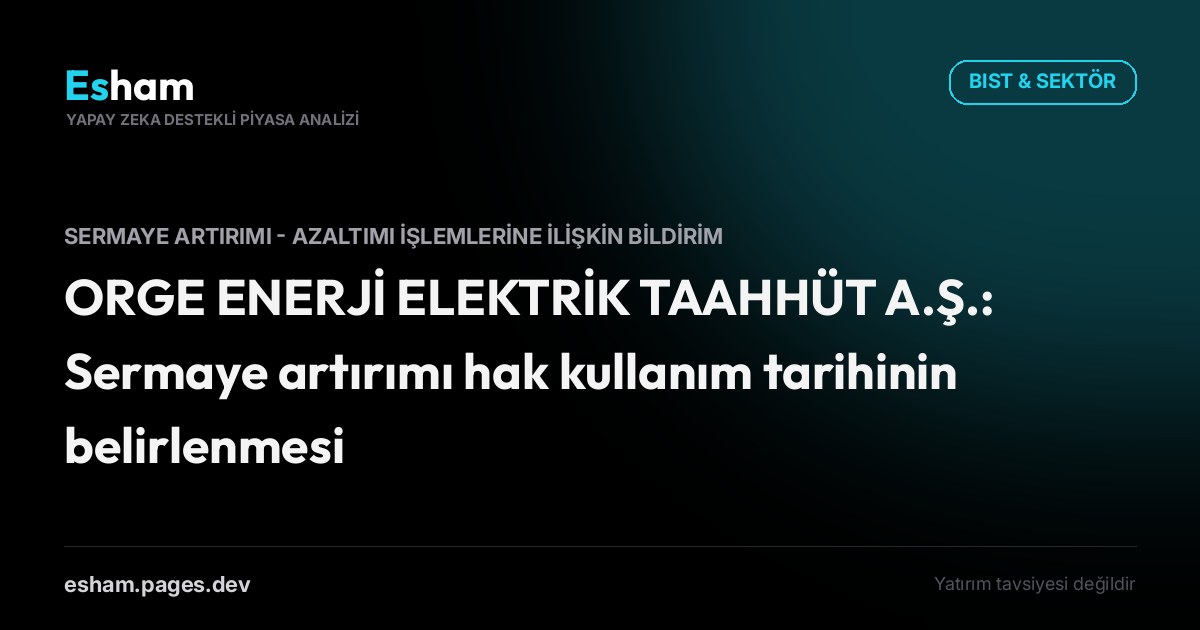 Esham
BIST & SEKTÖR
YAPAY ZEKA DESTEKLİ PİYASA ANALİZİ
SERMAYE ARTIRIMI - AZALTIMI İŞLEMLERİNE İLİŞKİN BİLDİRİM
ORGE ENERJİ ELEKTRİK TAAHHÜT A.Ş.:
Sermaye artırımı hak kullanım tarihinin
belirlenmesi
esham.pages.dev
Yatırım tavsiyesi değildir